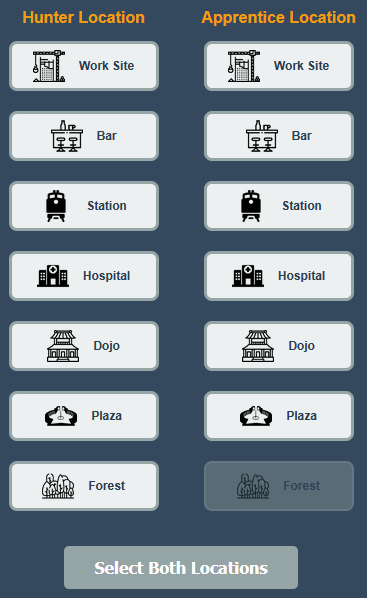 Hunter Location
Apprentice Location
Work Site
Work Site
Bar
Bar
Station
Station
Hospital
Hospital
Dojo
Dojo
Plaza
Plaza
Forest
Forest
Select Both Locations